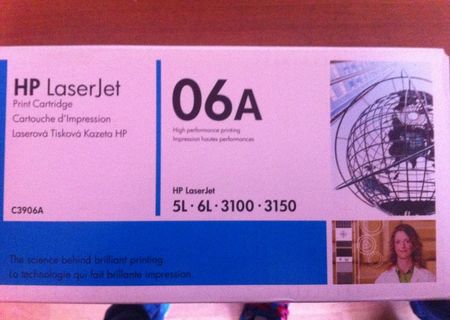 HP LaserJet
Print Cartridge
Cartouche d'Impression
Laserová Tisková Kazeta HP
C3906A
06A
High performance printing
Impression hautes performances
HP LaserJet
5L · 6L · 3100 · 3150
The science behind brilliant printing.
La technologie qui fait brillante impression.